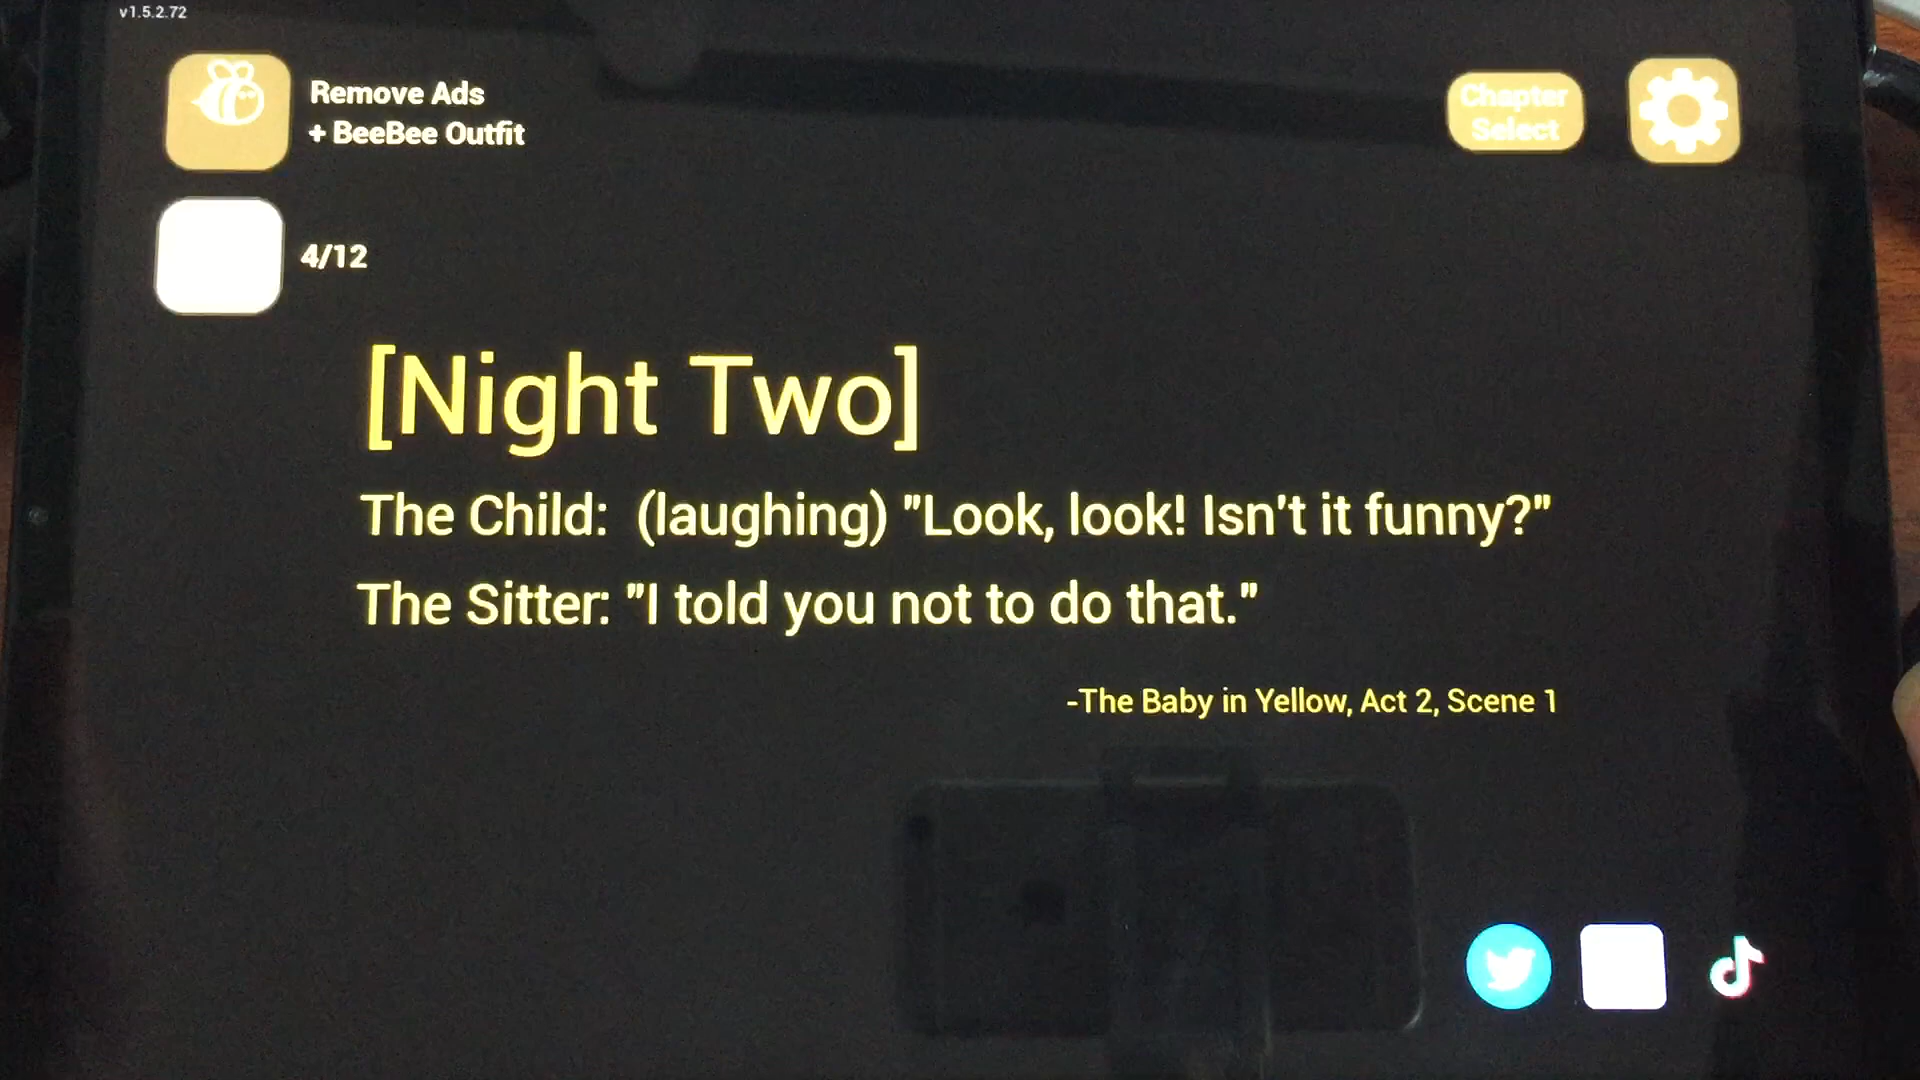 v1.5.2.72
Remove Ads
+ BeeBee Outfit
Chapter
Select
4/12
[Night Two]
The Child:  (laughing) "Look, look! Isn't it funny?"
The Sitter: "I told you not to do that."
-The Baby in Yellow, Act 2, Scene 1